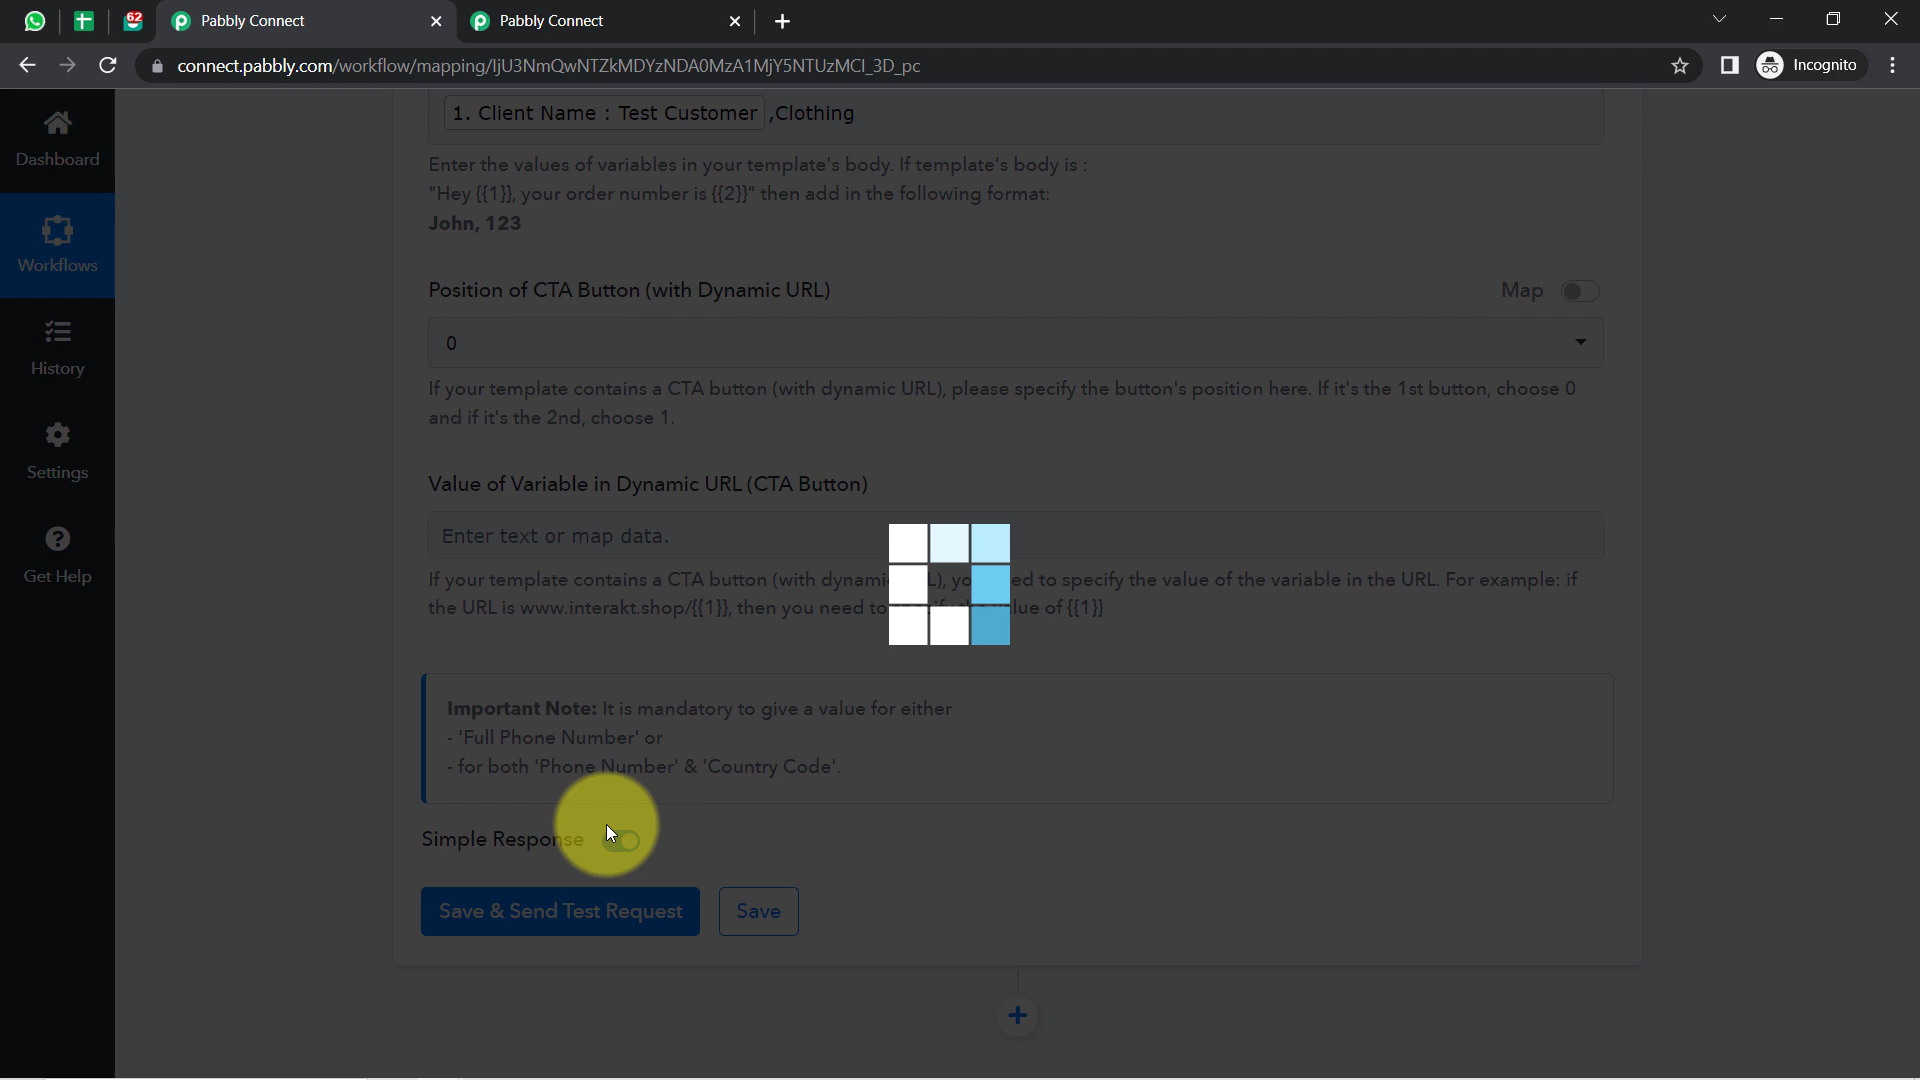 62
Pabbly Connect
Pabbly Connect
connect.pabbly.com/workflow/mapping/IjU3NmQwNTZkMDYzNDA0MzA1MjY5NTUzMCI_3D_pc
Incognito
Dashboard
Workflows
History
Settings
Get Help
1. Client Name : Test Customer ,Clothing
Enter the values of variables in your template's body. If template's body is :
"Hey {{1}}, your order number is {{2}}" then add in the following format:
John, 123
Position of CTA Button (with Dynamic URL)
Map
0
If your template contains a CTA button (with dynamic URL), please specify the button's position here. If it's the 1st button, choose 0
and if it's the 2nd, choose 1.
Value of Variable in Dynamic URL (CTA Button)
Enter text or map data.
If your template contains a CTA button (with to specify the value of the variable in the URL. For example: if
the URL is www.interakt.shop/{{1}}, then you need to of {{1}}
Important Note: It is mandatory to give a value for either
- 'Full Phone Number' or
- for both 'Phone Number' & 'Country Code'.
Simple Response
Save & Send Test Request
Save